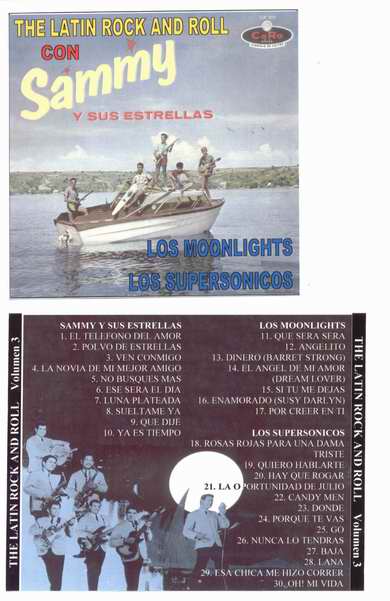 THE LATIN ROCK AND ROLL
CON
Sammy
Y SUS ESTRELLAS
CaRe
LOS MOONLIGHTS
LOS SUPERSONICOS
THE LATIN ROCK AND ROLL Volumen 3
SAMMY Y SUS ESTRELLAS
1. EL TELEFONO DEL AMOR
2. POLVO DE ESTRELLAS
3. VEN CONMIGO
4. LA NOVIA DE MI MEJOR AMIGO
5. NO BUSQUES MAS
6. ESE SERA EL DIA
7. LUNA PLATEADA
8. SUELTAME YA
9. QUE DIJE
10. YA ES TIEMPO
LOS MOONLIGHTS
11. QUE SERA SERA
12. ANGELITO
13. DINERO (BARRET STRONG)
14. EL ANGEL DE MI AMOR
(DREAM LOVER)
15. SI TU ME DEJAS
16. ENAMORADO (SUSY DARLYN)
17. POR CREER EN TI
LOS SUPERSONICOS
18. ROSAS ROJAS PARA UNA DAMA
TRISTE
19. QUIERO HABLARTE
20. HAY QUE ROGAR
21. LA OPORTUNIDAD DE JULIO
22. CANDY MEN
23. DONDE
24. PORQUE TE VAS
25. GO
26. NUNCA LO TENDRAS
27. BAJA
28. LANA
29. ESA CHICA ME HIZO CORRER
30. OH! MI VIDA
THE LATIN ROCK AND ROLL Volumen 3